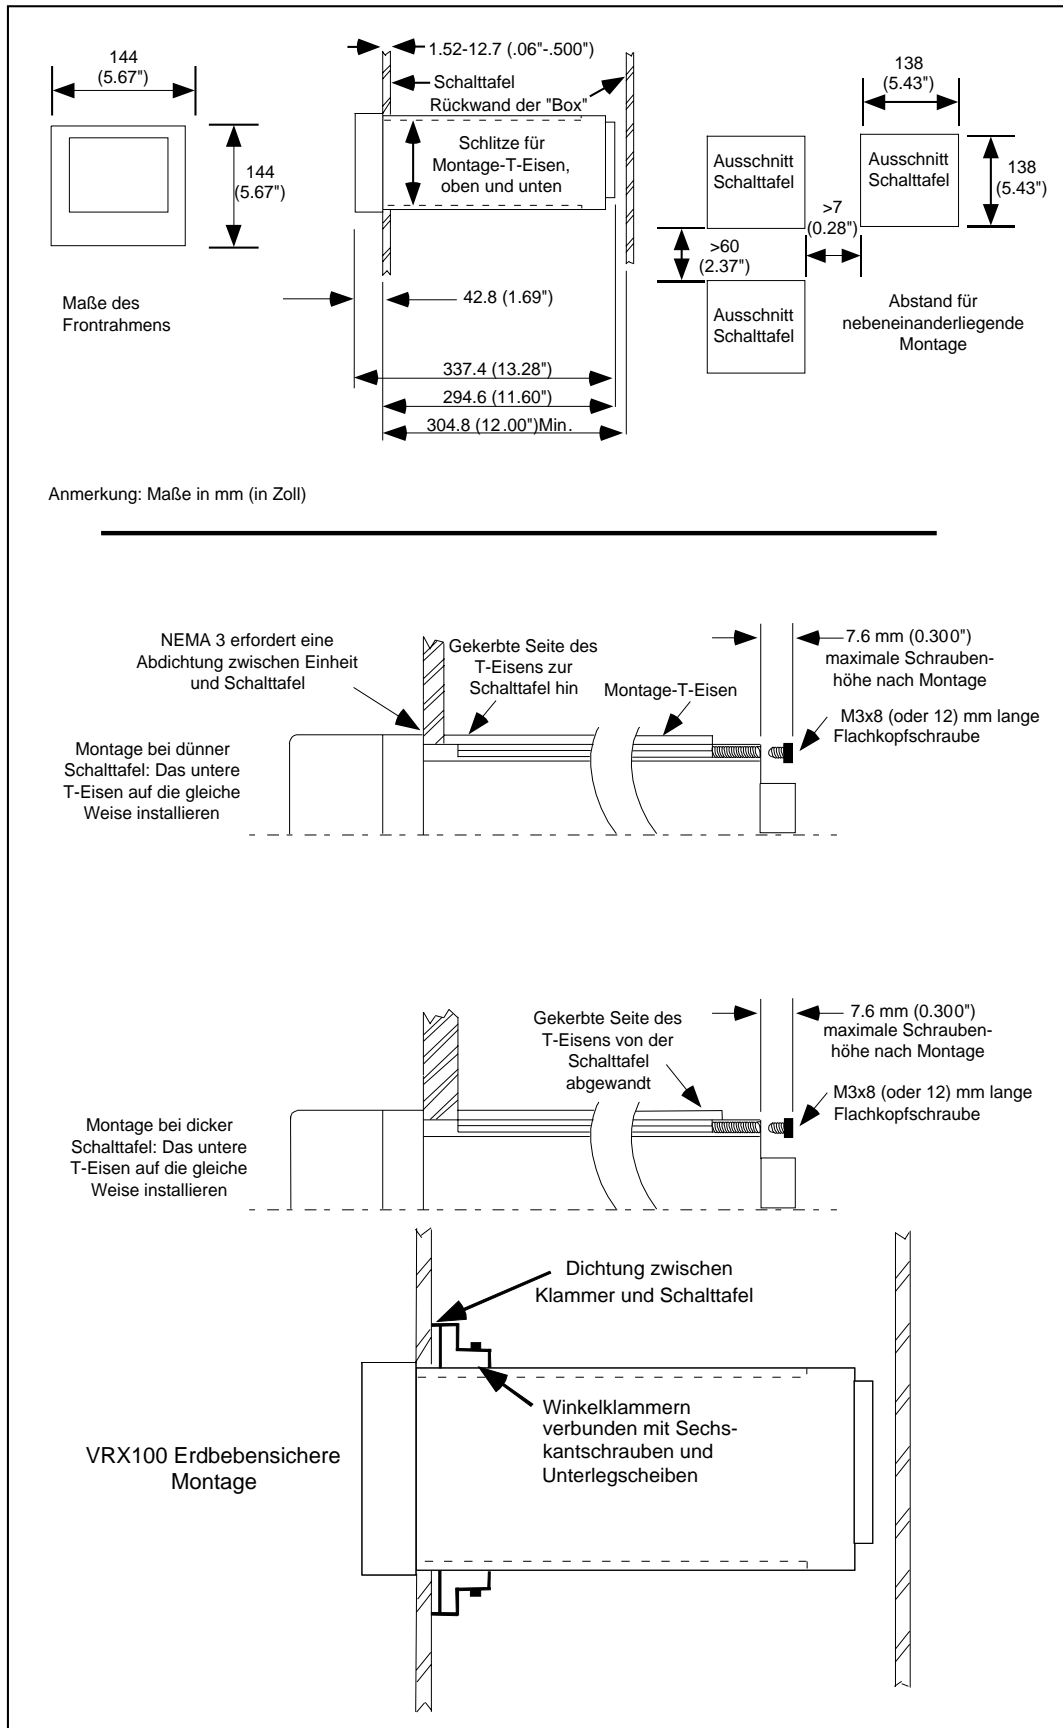 144
(5.67")
144
(5.67")
Maße des
Frontrahmens
1.52-12.7 (.06"-.500")
Schalttafel
Rückwand der "Box"
Schlitze für
Montage-T-Eisen,
oben und unten
42.8 (1.69")
337.4 (13.28")
294.6 (11.60")
304.8 (12.00")Min.
138
(5.43")
Ausschnitt
Schalttafel
Ausschnitt
Schalttafel
138
(5.43")
>7
(0.28")
>60
(2.37")
Ausschnitt
Schalttafel
Abstand für
nebeneinanderliegende
Montage
Anmerkung: Maße in mm (in Zoll)
NEMA 3 erfordert eine
Abdichtung zwischen Einheit
und Schalttafel
Gekerbte Seite des
T-Eisens zur
Schalttafel hin
Montage-T-Eisen
7.6 mm (0.300")
maximale Schrauben-
höhe nach Montage
M3x8 (oder 12) mm lange
Flachkopfschraube
Montage bei dünner
Schalttafel: Das untere
T-Eisen auf die gleiche
Weise installieren
Gekerbte Seite des
T-Eisens von der
Schalttafel
abgewandt
7.6 mm (0.300")
maximale Schrauben-
höhe nach Montage
M3x8 (oder 12) mm lange
Flachkopfschraube
Montage bei dicker
Schalttafel: Das untere
T-Eisen auf die gleiche
Weise installieren
Dichtung zwischen
Klammer und Schalttafel
Winkelklammern
verbunden mit Sechs-
kantschrauben und
Unterlegscheiben
VRX100 Erdbebensichere
Montage